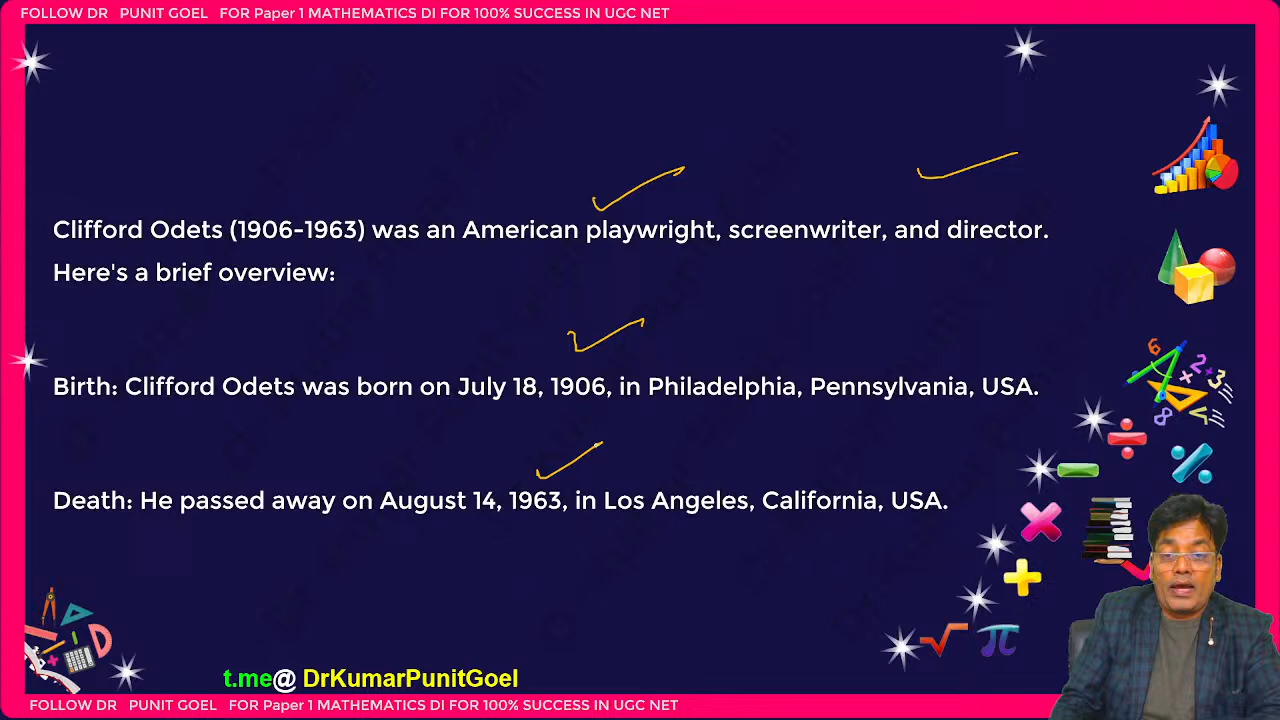 FOLLOW DR PUNIT GOEL FOR Paper 1 MATHEMATICS DI FOR 100% SUCCESS IN UGC NET
Clifford Odets (1906-1963) was an American playwright, screenwriter, and director.
Here's a brief overview:
Birth: Clifford Odets was born on July 18, 1906, in Philadelphia, Pennsylvania, USA.
Death: He passed away on August 14, 1963, in Los Angeles, California, USA.
t.me@ DrKumarPunitGoel
FOLLOW DR PUNIT GOEL FOR Paper 1 MATHEMATICS DI FOR 100% SUCCESS IN UGC NET